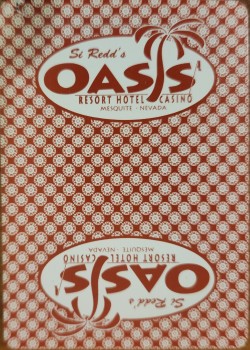 Si Redd's
OASIS
RESORT HOTEL CASINO
MESQUITE - NEVADA
Si Redd's
OASIS
RESORT HOTEL CASINO
MESQUITE - NEVADA